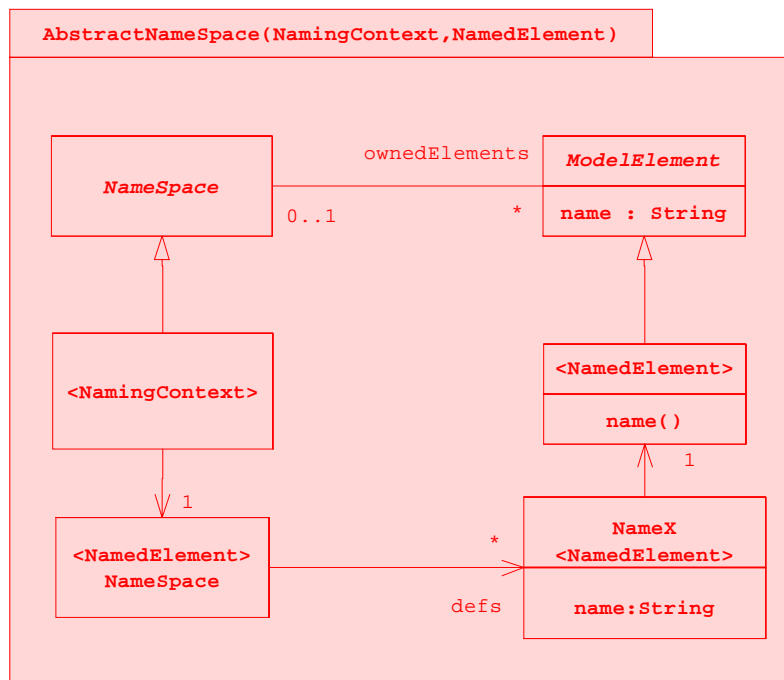 AbstractNameSpace(NamingContext,NamedElement)
ownedElements
NameSpace
ModelElement
0..1
*
name : String
<NamingContext>
<NamedElement>
name()
1
1
<NamedElement>
NameSpace
*
defs
NameX
<NamedElement>
name:String